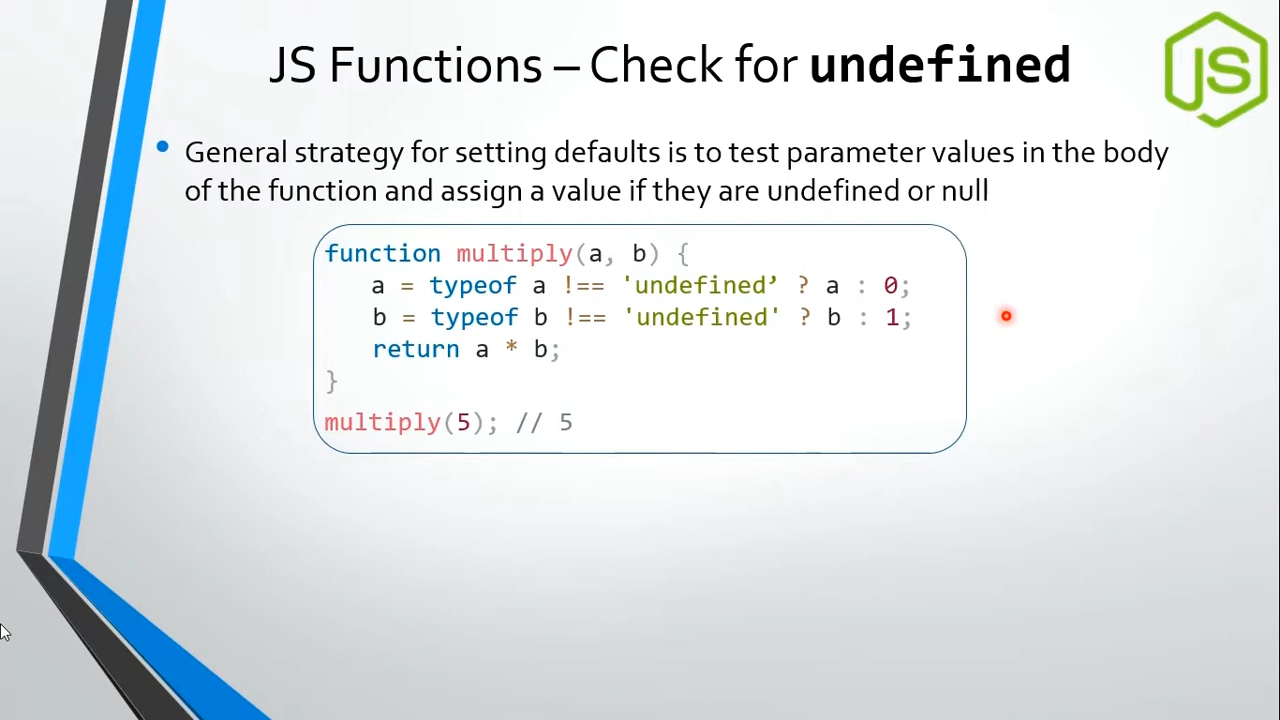 JS Functions – Check for undefined
JS
• General strategy for setting defaults is to test parameter values in the body
of the function and assign a value if they are undefined or null
function multiply(a, b) {
a = typeof a !== 'undefined’ ? a : 0;
b = typeof b !== 'undefined' ? b : 1;
return a * b;
}
multiply(5); // 5